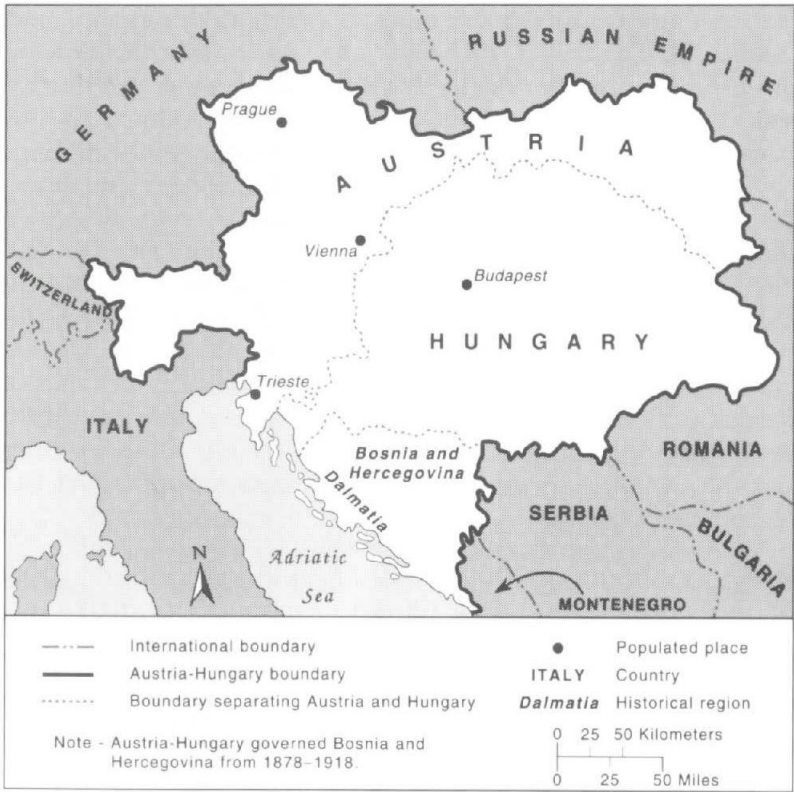 GERMANY
RUSSIAN EMPIRE
Prague
AUSTRIA
Vienna
Budapest
SWITZERLAND
HUNGARY
Trieste
ITALY
Bosnia and
Hercegovina
ROMANIA
Dalmatia
SERBIA
BULGARIA
N
Adriatic
Sea
MONTENEGRO
International boundary
Austria-Hungary boundary
Boundary separating Austria and Hungary
Note - Austria-Hungary governed Bosnia and
Hercegovina from 1878–1918.
Populated place
ITALY Country
Dalmatia Historical region
0 25 50 Kilometers
0 25 50 Miles